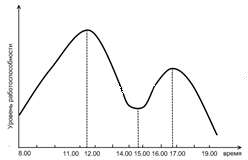 Уровень работоспособности
8.00 11.00 12.00 14.00 15.00 16.00 17.00 19.00 время